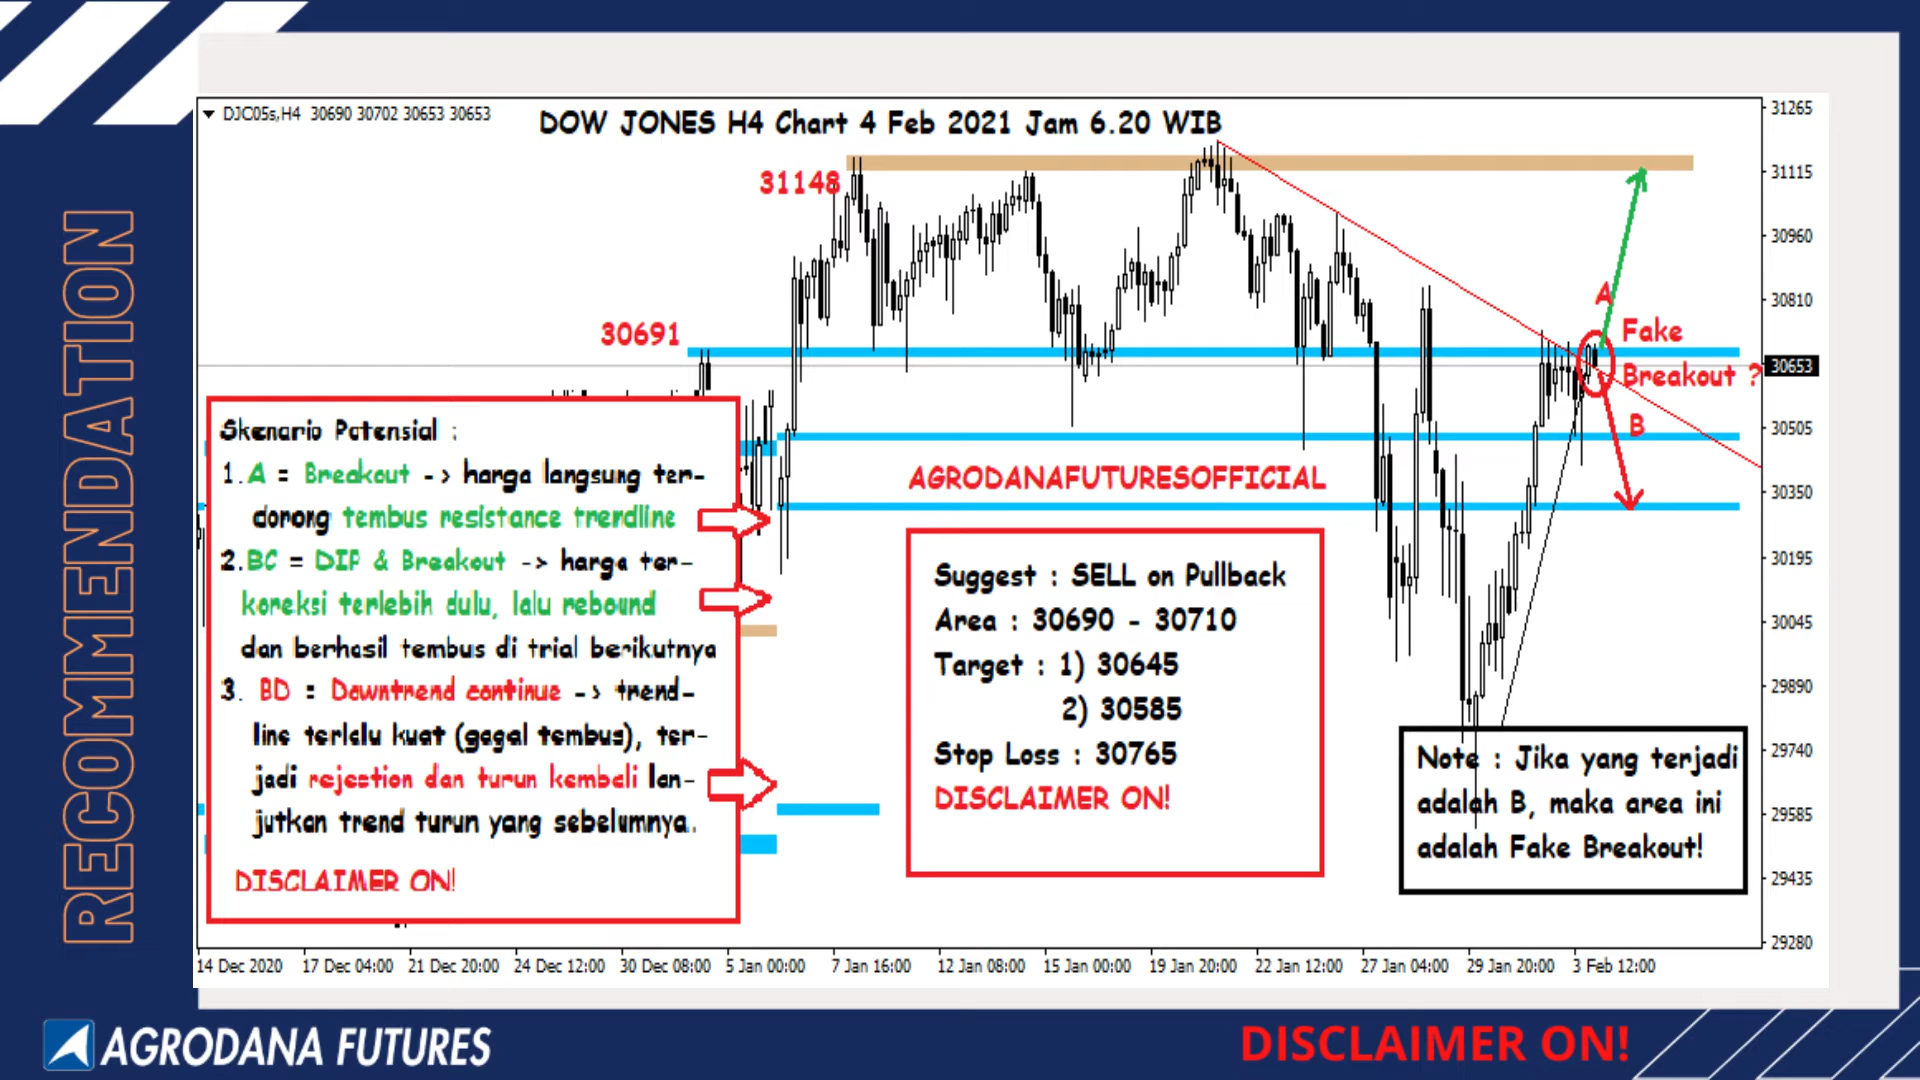 RECOMMENDATION
DJC05s,H4 30690 30702 30653 30653
DOW JONES H4 Chart 4 Feb 2021 Jam 6.20 WIB
31148
30691
A
Fake
Breakout ?
B
31265
31115
30960
30810
30653
30505
30350
30195
30045
29890
29740
29585
29435
29280
Skenario Potensial :
1. A = Breakout -> harga langsung ter-
dorong tembus resistance trendline
2. BC = DIP & Breakout -> harga ter-
koreksi terlebih dulu, lalu rebound
dan berhasil tembus di trial berikutnya
3. BD = Downtrend continue -> trend-
line terlalu kuat (gagal tembus), ter-
jadi rejection dan turun kembali lan-
jutkan trend turun yang sebelumnya.
DISCLAIMER ON!
AGRODANAFUTURESOFFICIAL
Suggest : SELL on Pullback
Area : 30690 - 30710
Target : 1) 30645
2) 30585
Stop Loss : 30765
DISCLAIMER ON!
Note : Jika yang terjadi
adalah B, maka area ini
adalah Fake Breakout!
14 Dec 2020 17 Dec 04:00 21 Dec 20:00 24 Dec 12:00 30 Dec 08:00 5 Jan 00:00 7 Jan 16:00 12 Jan 08:00 15 Jan 00:00 19 Jan 20:00 22 Jan 12:00 27 Jan 04:00 29 Jan 20:00 3 Feb 12:00
AGRODANA FUTURES
DISCLAIMER ON!